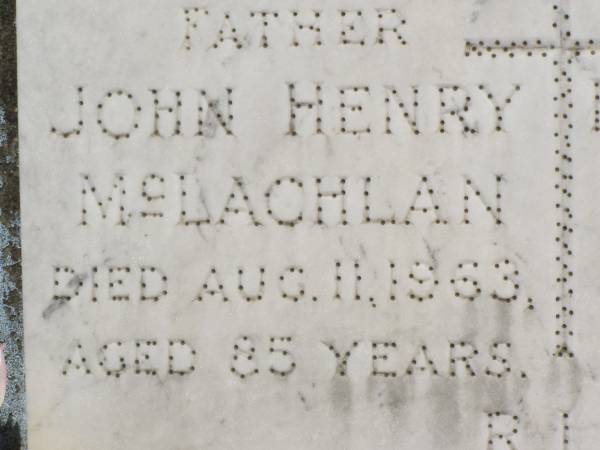 FATHER
JOHN HENRY
McLACHLAN
DIED AUG. 11, 1963,
AGED 85 YEARS.
R.I.